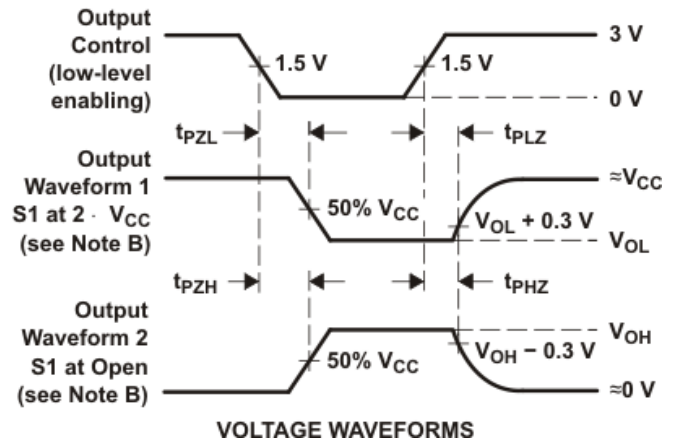 Output
Control
(low-level
enabling)
1.5 V
1.5 V
3 V
0 V
tPZL
tPLZ
Output
Waveform 1
S1 at 2 · VCC
(see Note B)
50% VCC
VOL + 0.3 V
≈VCC
VOL
tPZH
tPHZ
Output
Waveform 2
S1 at Open
(see Note B)
50% VCC
VOH − 0.3 V
VOH
≈0 V
VOLTAGE WAVEFORMS